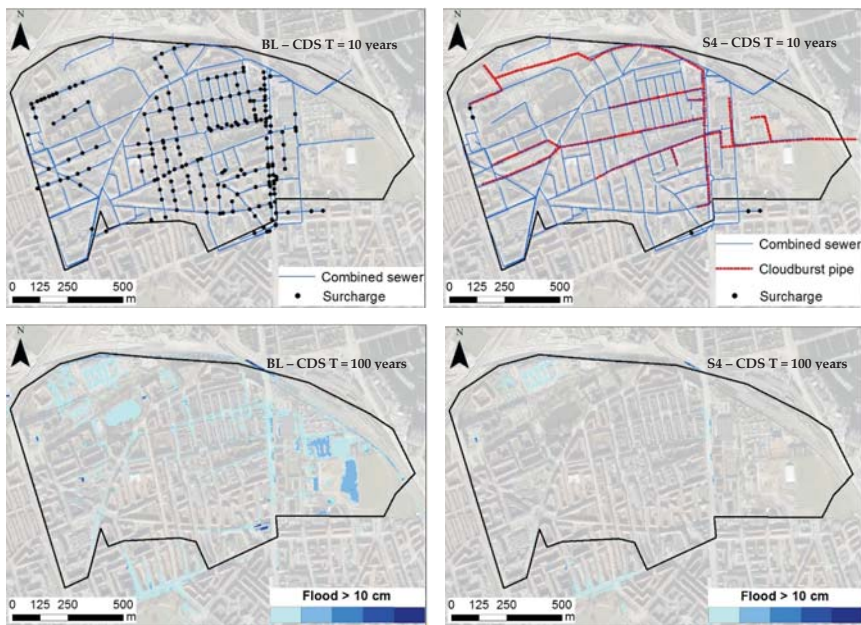 N
BL – CDS T = 10 years
Combined sewer
Surcharge
0 125 250 500
m
N
S4 – CDS T = 10 years
Combined sewer
Cloudburst pipe
Surcharge
0 125 250 500
m
N
BL – CDS T = 100 years
Flood > 10 cm
0 125 250 500
m
N
S4 – CDS T = 100 years
Flood > 10 cm
0 125 250 500
m